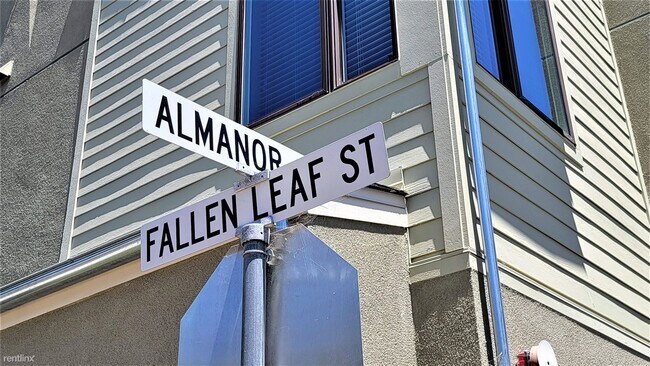 ALMANOR
FALLEN LEAF ST
rentlinx